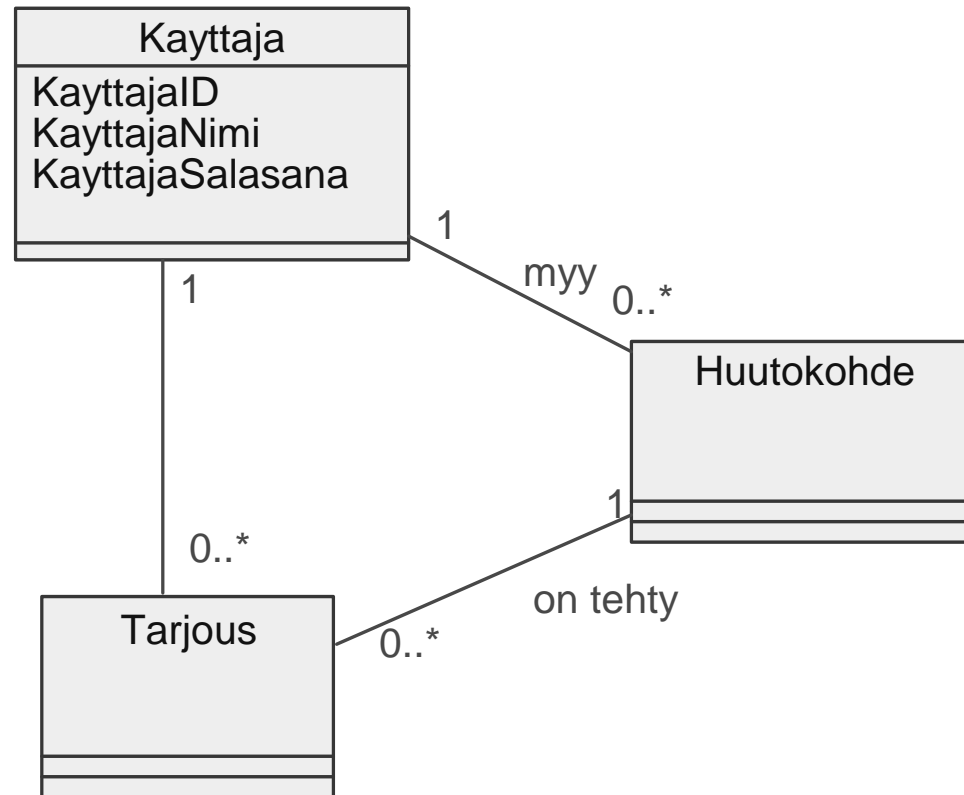 Kayttaja
KayttajaID
KayttajaNimi
KayttajaSalasana
1
1
myy
0..*
Huutokohde
1
0..*
on tehty
Tarjous
0..*